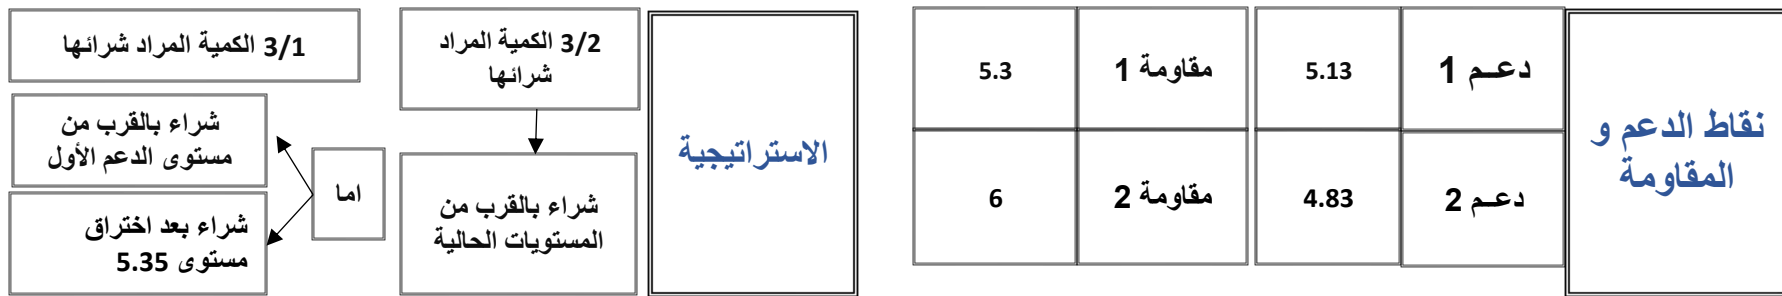 نقاط الدعم و
المقاومة
دعــم 1
5.13
مقاومة 1
5.3
دعــم 2
4.83
مقاومة 2
6
الاستراتيجية
3/2 الكمية المراد
شرائها
شراء بالقرب من
المستويات الحالية
3/1 الكمية المراد شرائها
اما
شراء بالقرب من
مستوى الدعم الأول
شراء بعد اختراق
مستوى 5.35